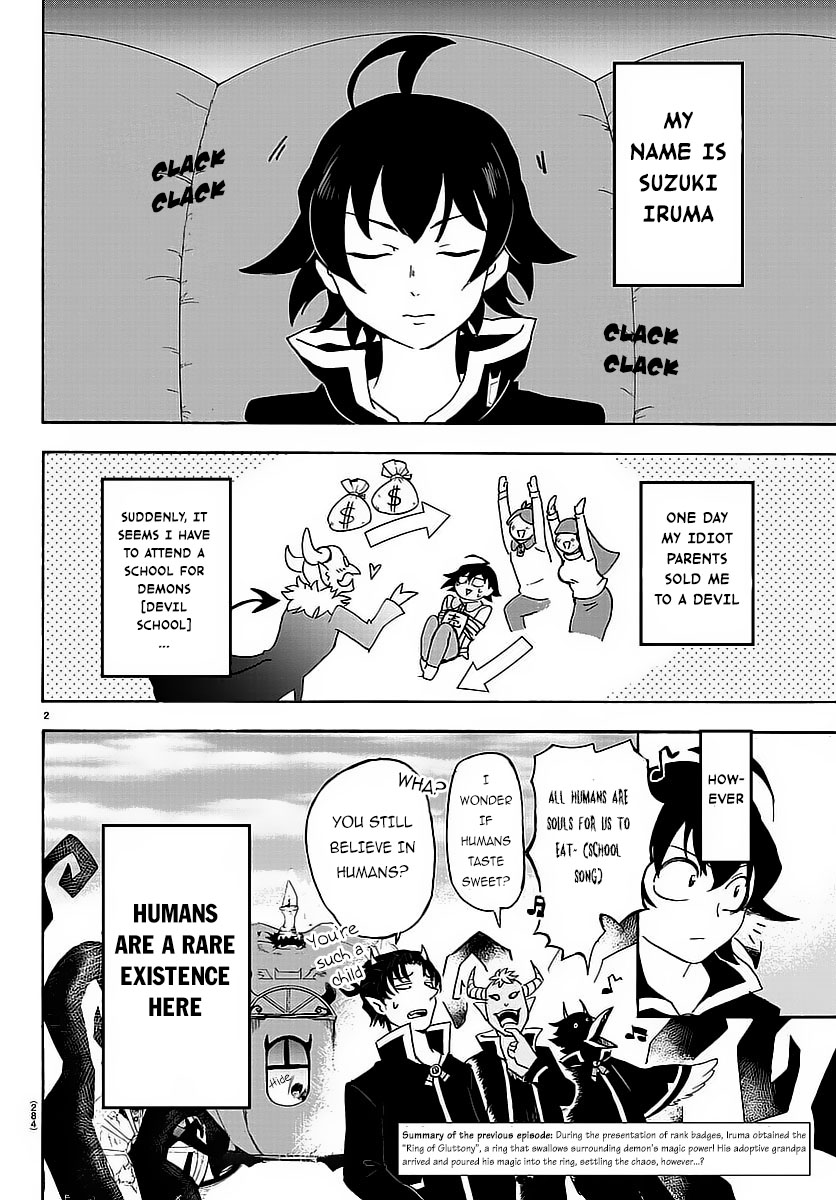 MY
NAME IS
SUZUKI
IRUMA
CLACK
CLACK
CLACK
CLACK
ONE DAY
MY IDIOT
PARENTS
SOLD ME
TO A DEVIL
$
$
売
SUDDENLY, IT
SEEMS I HAVE
TO ATTEND A
SCHOOL FOR
DEMONS
[DEVIL
SCHOOL]
...
2
HOW-
EVER
ALL HUMANS ARE
SOULS FOR US TO
EAT~ (SCHOOL
SONG)
I
WONDER
IF
HUMANS
TASTE
SWEET?
WHA?
YOU STILL
BELIEVE IN
HUMANS?
You're
such a
child
HUMANS
ARE A RARE
EXISTENCE
HERE
Hide
(284)
Summary of the previous episode: During the presentation of rank badges, Iruma obtained the
"Ring of Gluttony", a ring that swallows surrounding demon's magic power! His adoptive grandpa
arrived and poured his magic into the ring, settling the chaos, however...?